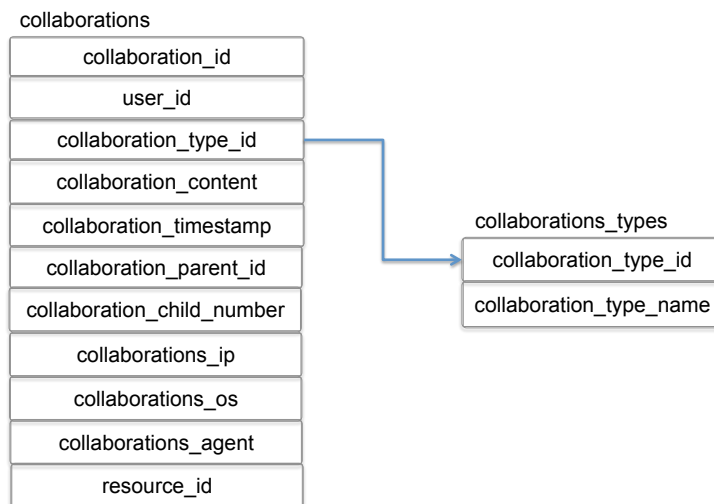 collaborations
collaboration_id
user_id
collaboration_type_id
collaboration_content
collaboration_timestamp
collaboration_parent_id
collaboration_child_number
collaborations_ip
collaborations_os
collaborations_agent
resource_id
collaborations_types
collaboration_type_id
collaboration_type_name